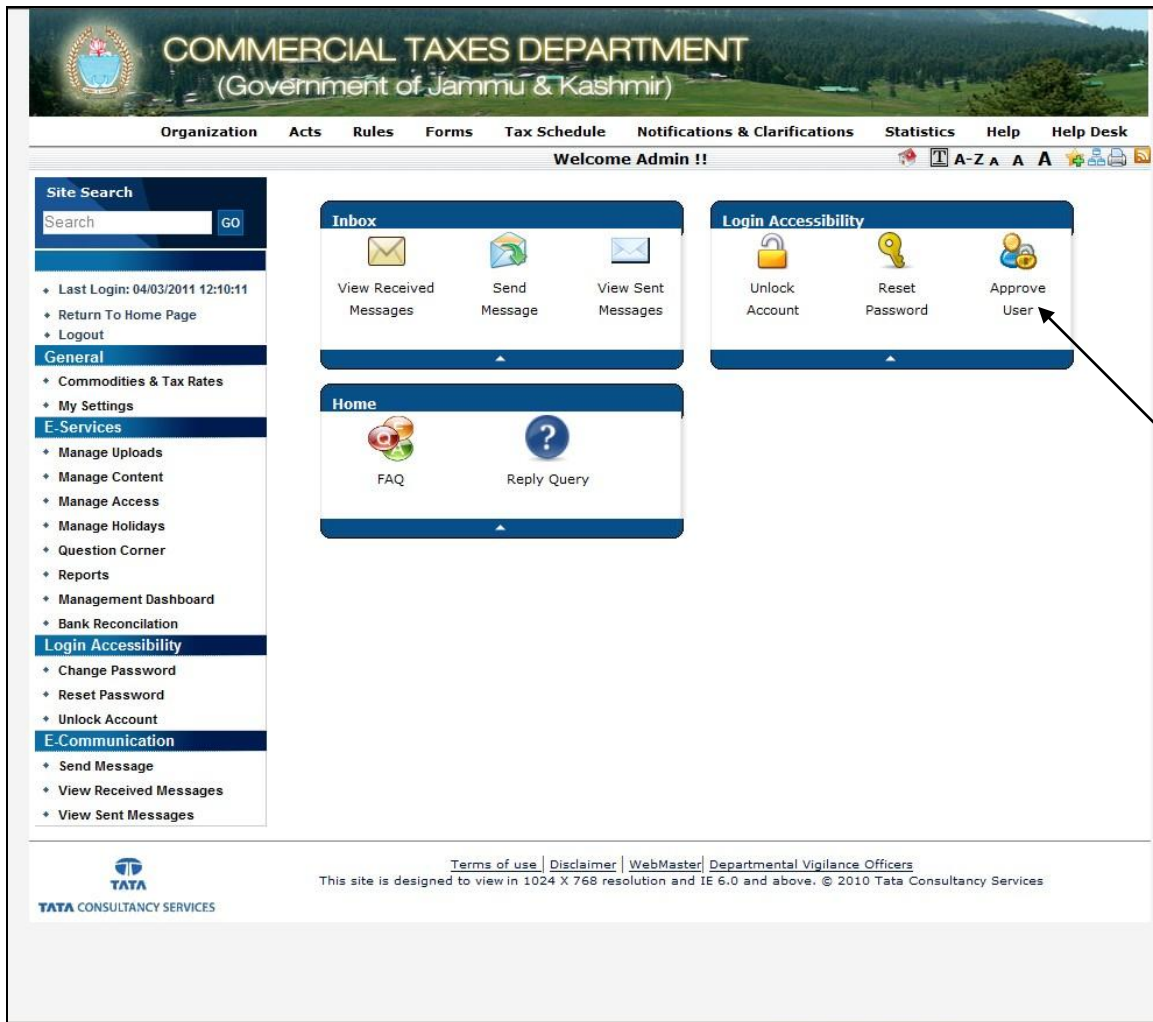 COMMERCIAL TAXES DEPARTMENT
(Government of Jammu & Kashmir)
Organization Acts Rules Forms Tax Schedule Notifications & Clarifications Statistics Help Help Desk
Welcome Admin !!
T A-Z A A A
Site Search
Search GO
Last Login: 04/03/2011 12:10:11
Return To Home Page
Logout
General
Commodities & Tax Rates
My Settings
E-Services
Manage Uploads
Manage Content
Manage Access
Manage Holidays
Question Corner
Reports
Management Dashboard
Bank Reconcilation
Login Accessibility
Change Password
Reset Password
Unlock Account
E-Communication
Send Message
View Received Messages
View Sent Messages
Inbox
View Received
Messages
Send
Message
View Sent
Messages
Login Accessibility
Unlock
Account
Reset
Password
Approve
User
Home
Q
A
FAQ
?
Reply Query
TATA
TATA CONSULTANCY SERVICES
Terms of use | Disclaimer | WebMaster| Departmental Vigilance Officers
This site is designed to view in 1024 X 768 resolution and IE 6.0 and above. © 2010 Tata Consultancy Services